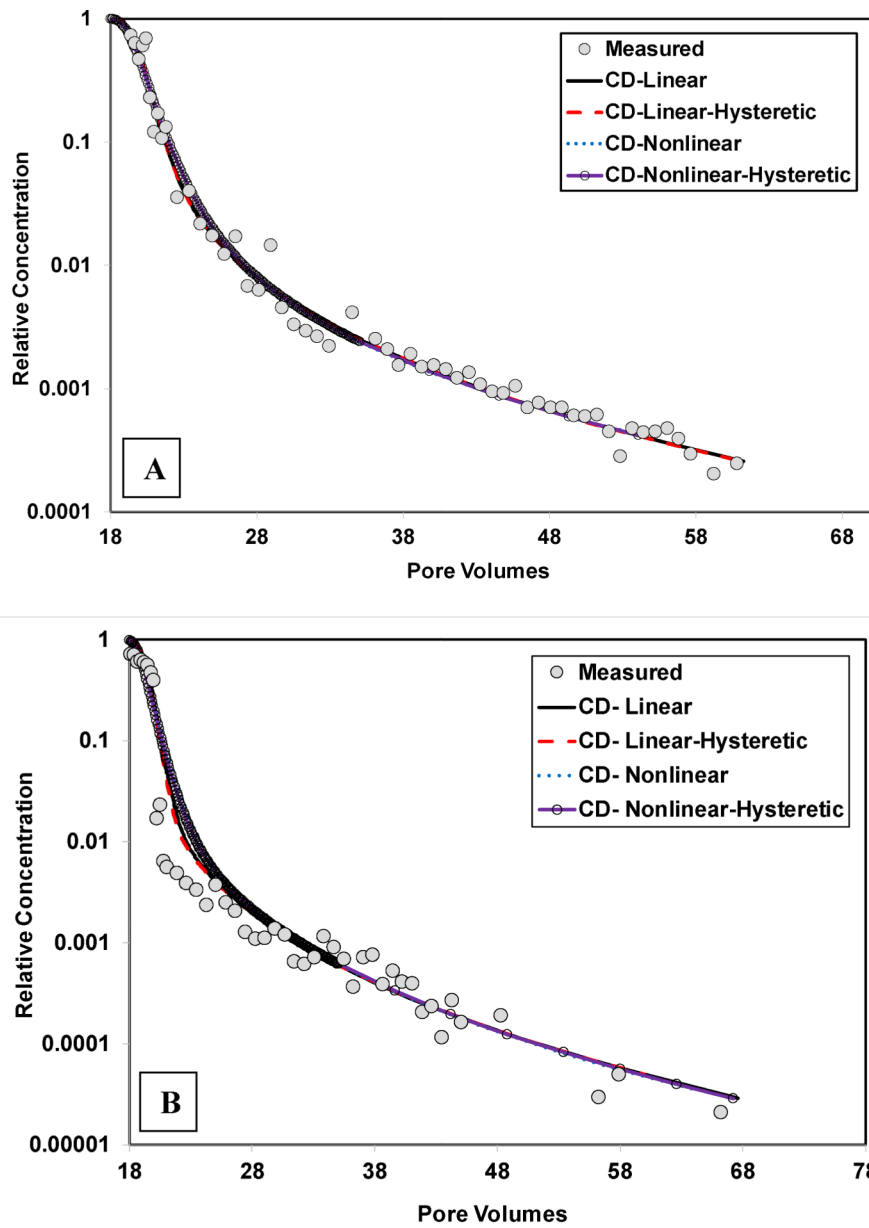 1
0.1
0.01
0.001
0.0001
Relative Concentration
Measured
CD-Linear
CD-Linear-Hysteretic
CD-Nonlinear
CD-Nonlinear-Hysteretic
A
18 28 38 48 58 68
Pore Volumes
1
0.1
0.01
0.001
0.0001
0.00001
Relative Concentration
Measured
CD- Linear
CD- Linear-Hysteretic
CD- Nonlinear
CD- Nonlinear-Hysteretic
B
18 28 38 48 58 68 78
Pore Volumes